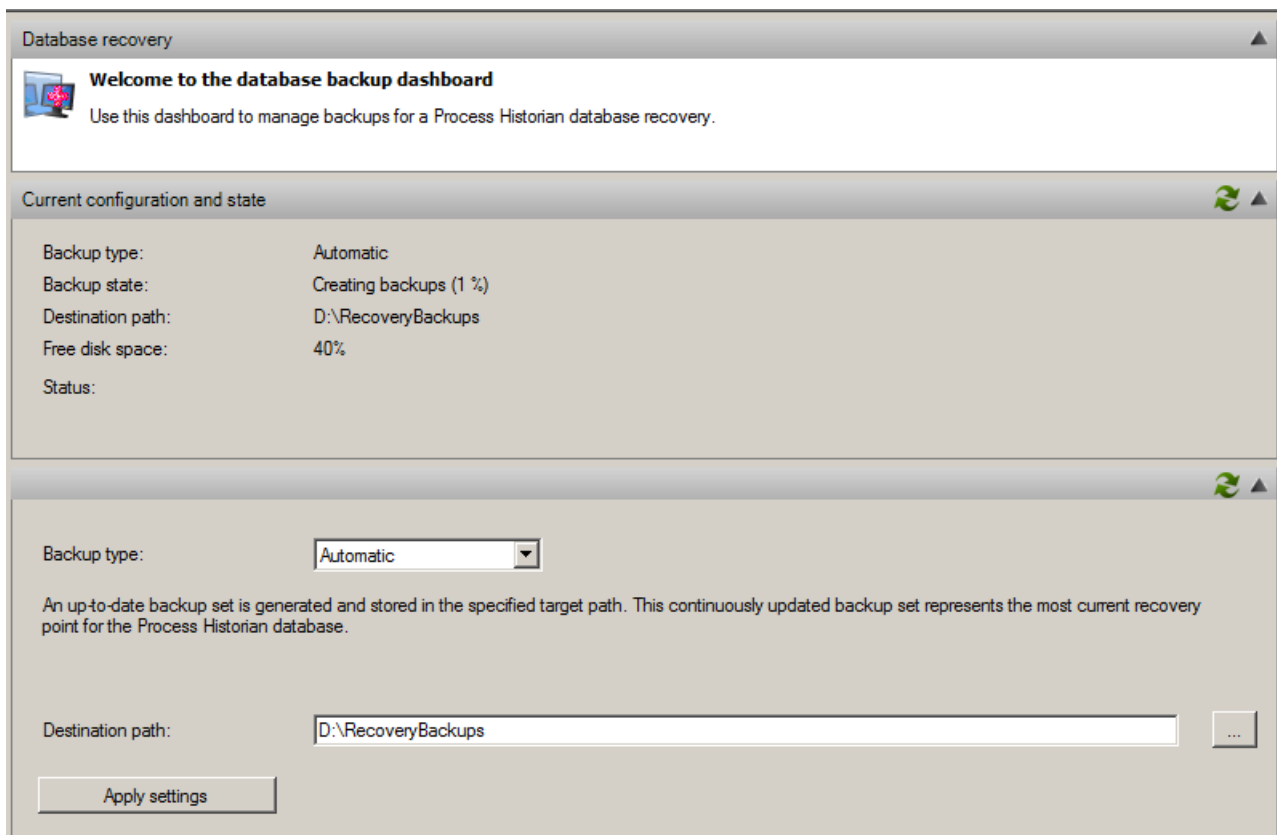 Database recovery
Welcome to the database backup dashboard
Use this dashboard to manage backups for a Process Historian database recovery.
Current configuration and state
Backup type: Automatic
Backup state: Creating backups (1 %)
Destination path: D:\RecoveryBackups
Free disk space: 40%
Status:
Backup type: Automatic
An up-to-date backup set is generated and stored in the specified target path. This continuously updated backup set represents the most current recovery
point for the Process Historian database.
Destination path: D:\RecoveryBackups ...
Apply settings